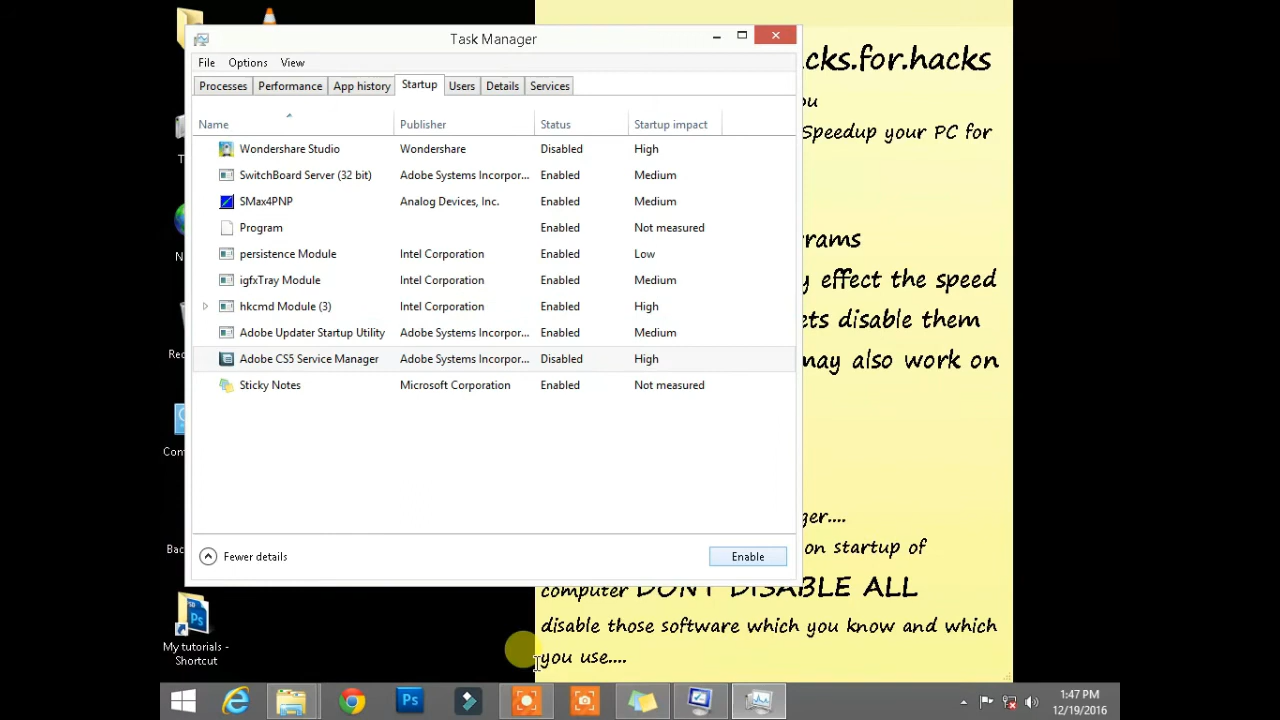 Task Manager
File Options View
Processes Performance App history Startup Users Details Services
Name Publisher Status Startup impact
Wondershare Studio Wondershare Disabled High
SwitchBoard Server (32 bit) Adobe Systems Incorpor... Enabled Medium
SMax4PNP Analog Devices, Inc. Enabled Medium
Program Enabled Not measured
persistence Module Intel Corporation Enabled Low
igfxTray Module Intel Corporation Enabled Medium
hkcmd Module (3) Intel Corporation Enabled High
Adobe Updater Startup Utility Adobe Systems Incorpor... Enabled Medium
Adobe CS5 Service Manager Adobe Systems Incorpor... Disabled High
Sticky Notes Microsoft Corporation Enabled Not measured
Fewer details Enable
cks.for.hacks
ou
Speedup your PC for
rams
y effect the speed
ets disable them
may also work on
ger....
on startup of
computer DONT DISABLE ALL
disable those software which you know and which
you use....
My tutorials -
Shortcut
1:47 PM
12/19/2016